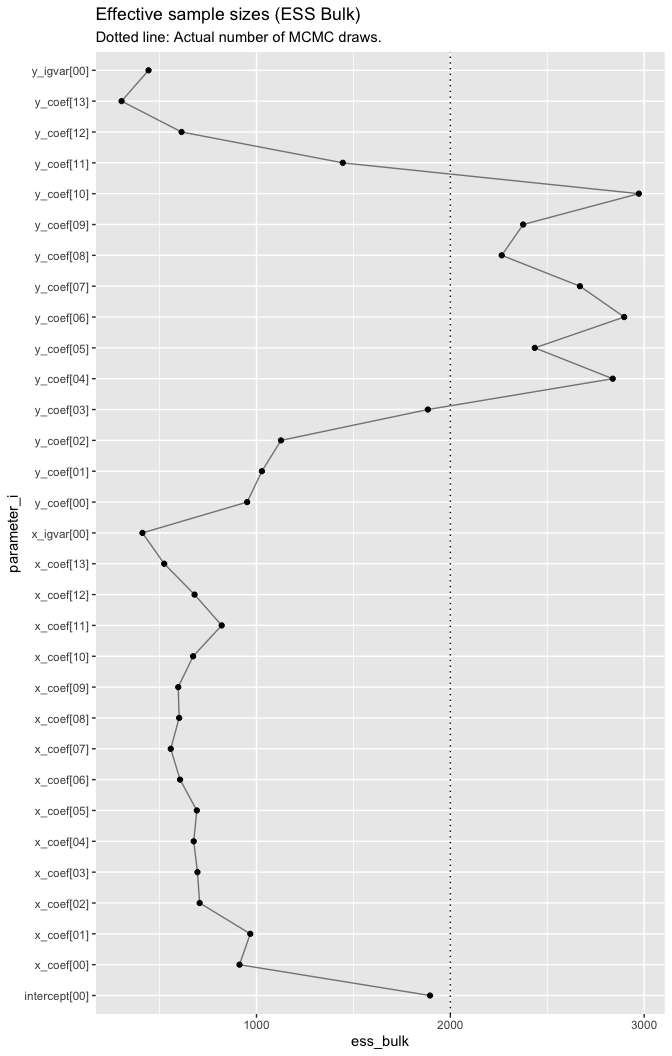 Effective sample sizes (ESS Bulk)
Dotted line: Actual number of MCMC draws.
y_igvar[00]
y_coef[13]
y_coef[12]
y_coef[11]
y_coef[10]
y_coef[09]
y_coef[08]
y_coef[07]
y_coef[06]
y_coef[05]
y_coef[04]
y_coef[03]
y_coef[02]
y_coef[01]
y_coef[00]
x_igvar[00]
x_coef[13]
x_coef[12]
x_coef[11]
x_coef[10]
x_coef[09]
x_coef[08]
x_coef[07]
x_coef[06]
x_coef[05]
x_coef[04]
x_coef[03]
x_coef[02]
x_coef[01]
x_coef[00]
intercept[00]
parameter_i
1000 2000 3000
ess_bulk